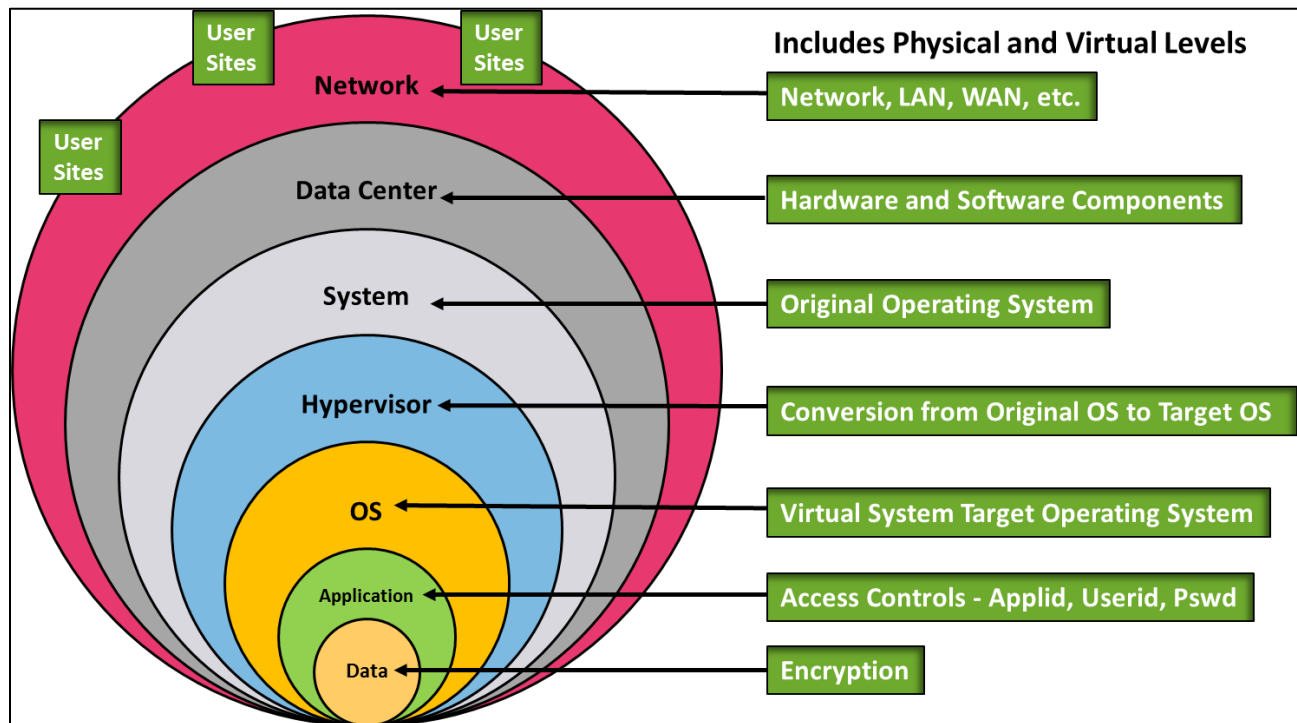 User
Sites
User
Sites
Includes Physical and Virtual Levels
Network
Network, LAN, WAN, etc.
User
Sites
Data Center
Hardware and Software Components
System
Original Operating System
Hypervisor
Conversion from Original OS to Target OS
OS
Virtual System Target Operating System
Application
Access Controls - Applid, Userid, Pswd
Data
Encryption